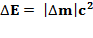 ΔE = |Δm|c²